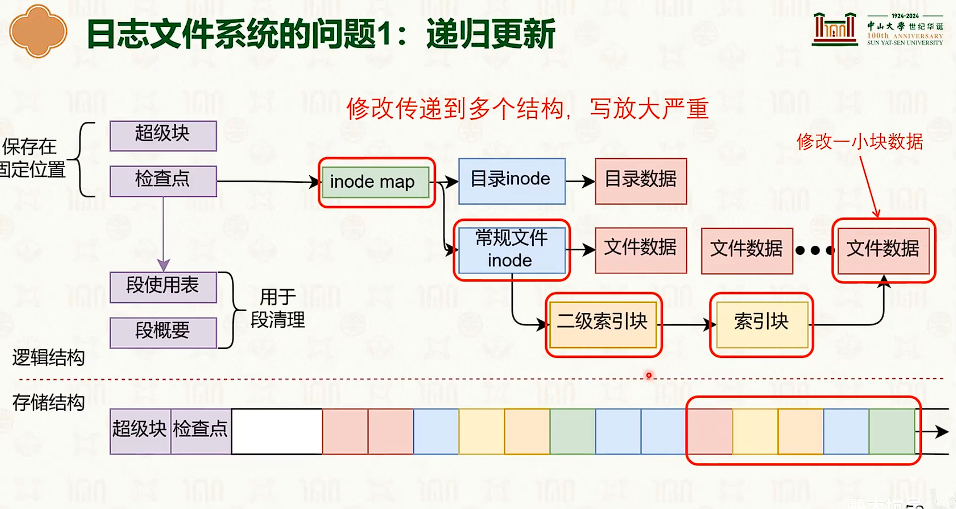 日志文件系统的问题1：递归更新
1924-2024
中山大学世纪华诞
100th ANNIVERSARY
SUN YAT-SEN UNIVERSITY
修改传递到多个结构，写放大严重
修改一小块数据
保存在
固定位置
超级块
检查点
inode map
目录inode
目录数据
常规文件
inode
文件数据
文件数据
文件数据
段使用表
段概要
用于
段清理
二级索引块
索引块
逻辑结构
存储结构
超级块
检查点